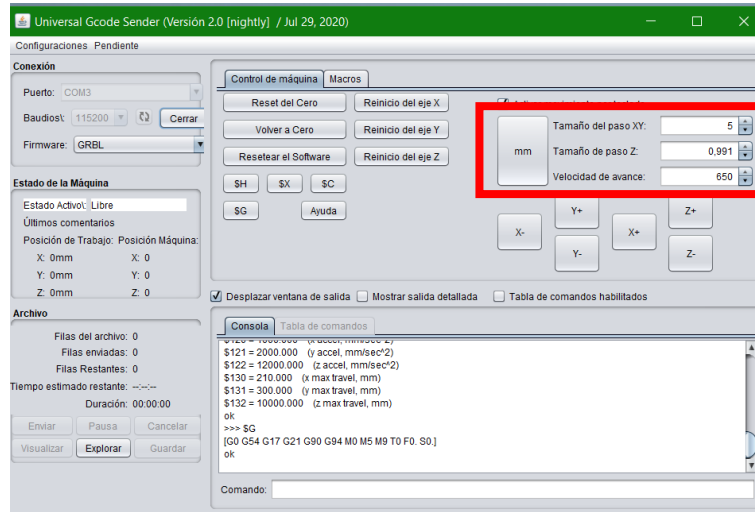 Universal Gcode Sender (Versión 2.0 [nightly] / Jul 29, 2020)
Configuraciones Pendiente
Conexión
Puerto: COM3
Baudios\: 115200 Cerrar
Firmware: GRBL
Estado de la Máquina
Estado Activo\: Libre
Últimos comentarios
Posición de Trabajo: Posición Máquina:
X: 0mm X: 0
Y: 0mm Y: 0
Z: 0mm Z: 0
Archivo
Filas del archivo: 0
Filas enviadas: 0
Filas Restantes: 0
Tiempo estimado restante: --:--:--
Duración: 00:00:00
Enviar Pausa Cancelar
Visualizar Explorar Guardar
Control de máquina Macros
Reset del Cero Reinicio del eje X
Volver a Cero Reinicio del eje Y
Resetear el Software Reinicio del eje Z
$H $X $C
$G Ayuda
mm
Tamaño del paso XY: 5
Tamaño de paso Z: 0,991
Velocidad de avance: 650
Y+ Z+
X- X+
Y- Z-
Desplazar ventana de salida Mostrar salida detallada Tabla de comandos habilitados
Consola Tabla de comandos
$121 = 2000.000 (y accel, mm/sec^2)
$122 = 12000.000 (z accel, mm/sec^2)
$130 = 210.000 (x max travel, mm)
$131 = 300.000 (y max travel, mm)
$132 = 10000.000 (z max travel, mm)
ok
>>> $G
[G0 G54 G17 G21 G90 G94 M0 M5 M9 T0 F0. S0.]
ok
Comando: